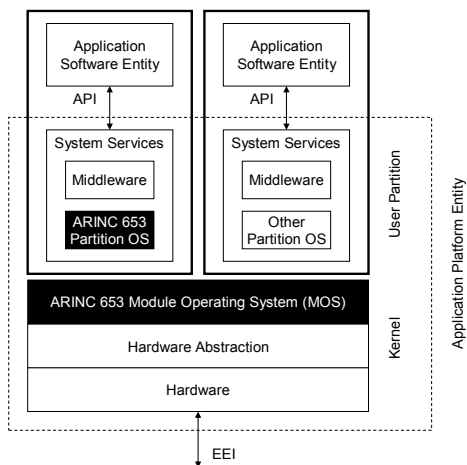 Application
Software Entity
Application
Software Entity
API
API
System Services
System Services
Middleware
Middleware
ARINC 653
Partition OS
Other
Partition OS
User Partition
ARINC 653 Module Operating System (MOS)
Hardware Abstraction
Hardware
Kernel
Application Platform Entity
EEI